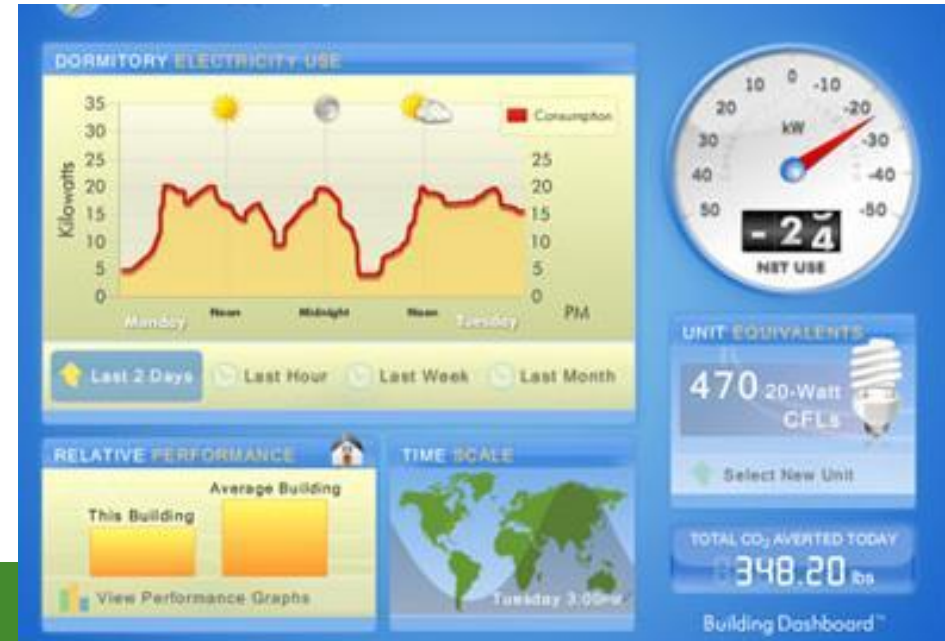 DORMITORY ELECTRICITY USE
35
30
25
20
15
10
5
0
Kilowatts
Consumption
25
20
15
10
5
0
Noon Midnight Noon PM
Monday Tuesday
Last 2 Days Last Hour Last Week Last Month
50 40 30 20 10 0 -10 -20 -30 -40 -50
kW
NET USE
UNIT EQUIVALENTS
470 20-Watt
CFLs
Select New Unit
RELATIVE PERFORMANCE
Average Building
This Building
View Performance Graphs
TIME SCALE
Tuesday
TOTAL CO₂ AVERTED TODAY
348.20 lbs
Building Dashboard™